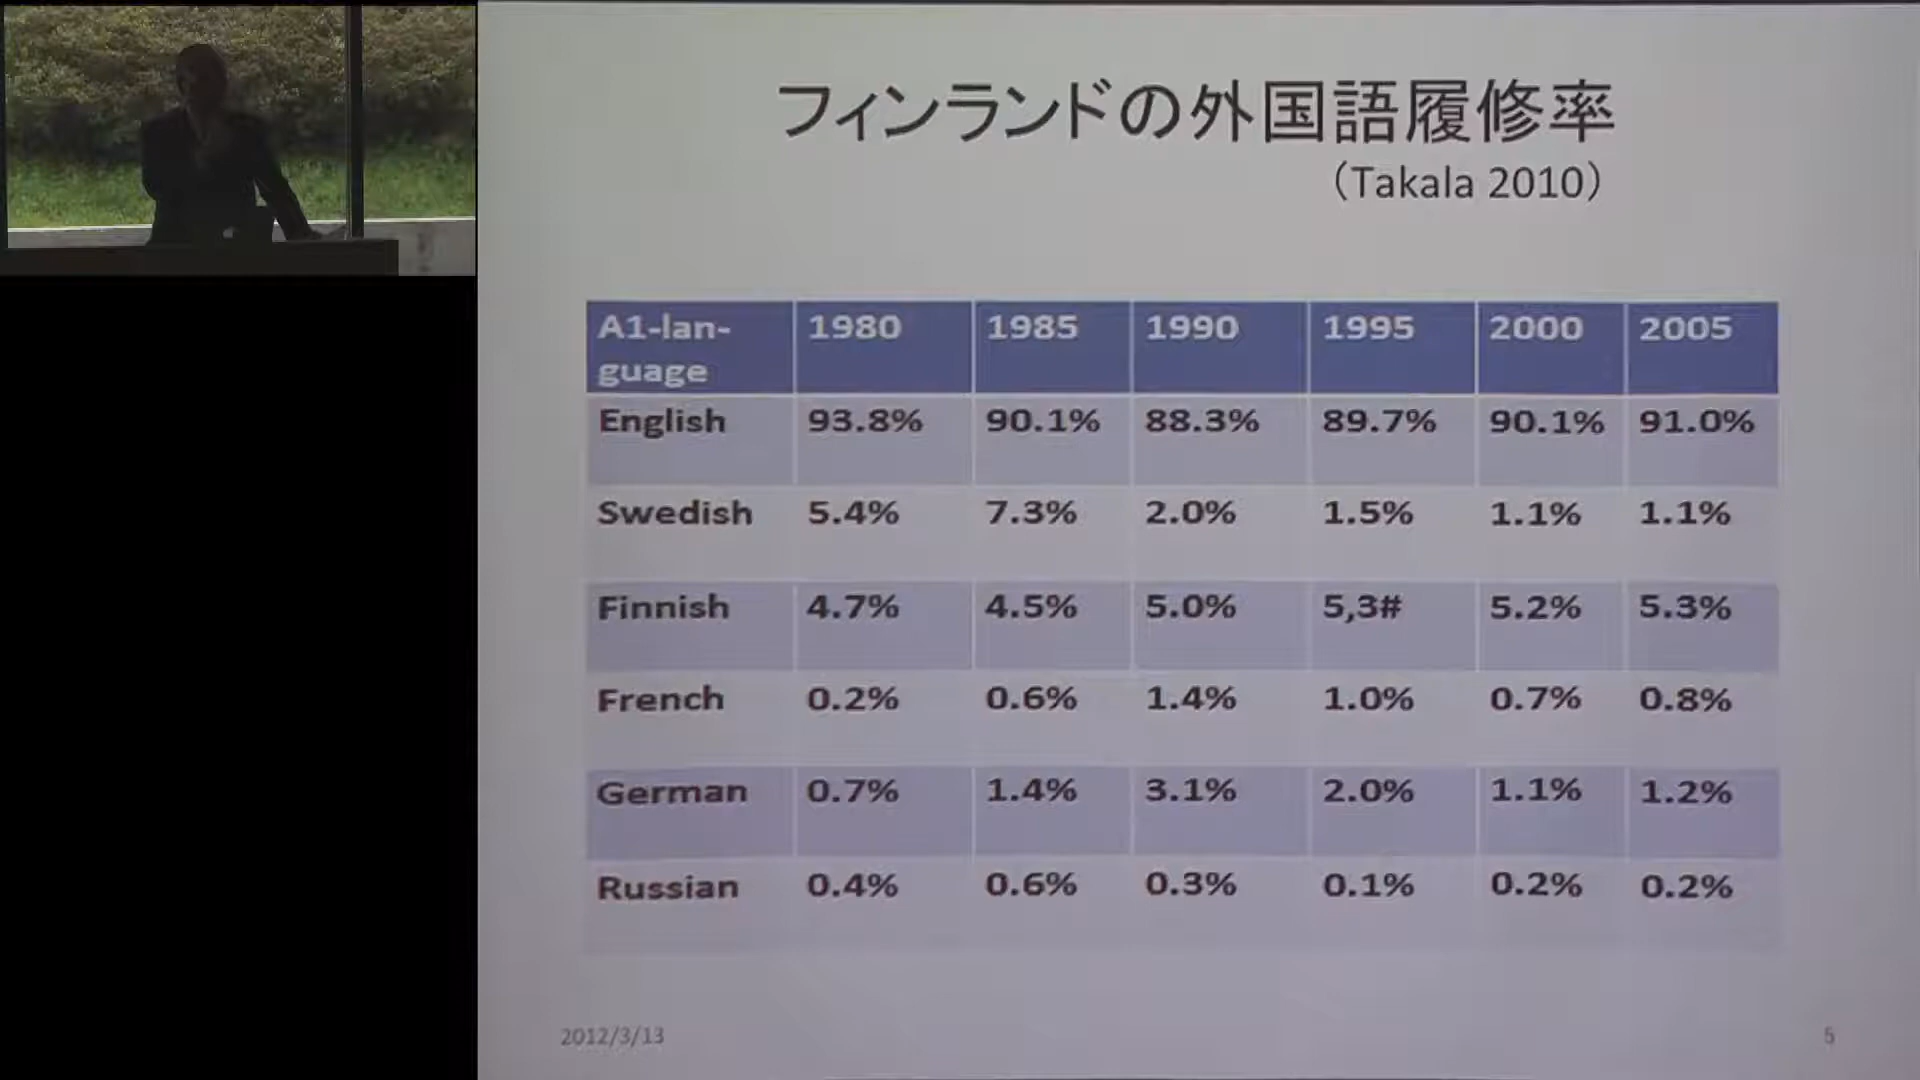 フィンランドの外国語履修率
（Takala 2010）
A1-lan-
guage
1980
1985
1990
1995
2000
2005
English 93.8% 90.1% 88.3% 89.7% 90.1% 91.0%
Swedish 5.4% 7.3% 2.0% 1.5% 1.1% 1.1%
Finnish 4.7% 4.5% 5.0% 5,3# 5.2% 5.3%
French 0.2% 0.6% 1.4% 1.0% 0.7% 0.8%
German 0.7% 1.4% 3.1% 2.0% 1.1% 1.2%
Russian 0.4% 0.6% 0.3% 0.1% 0.2% 0.2%
2012/3/13
5